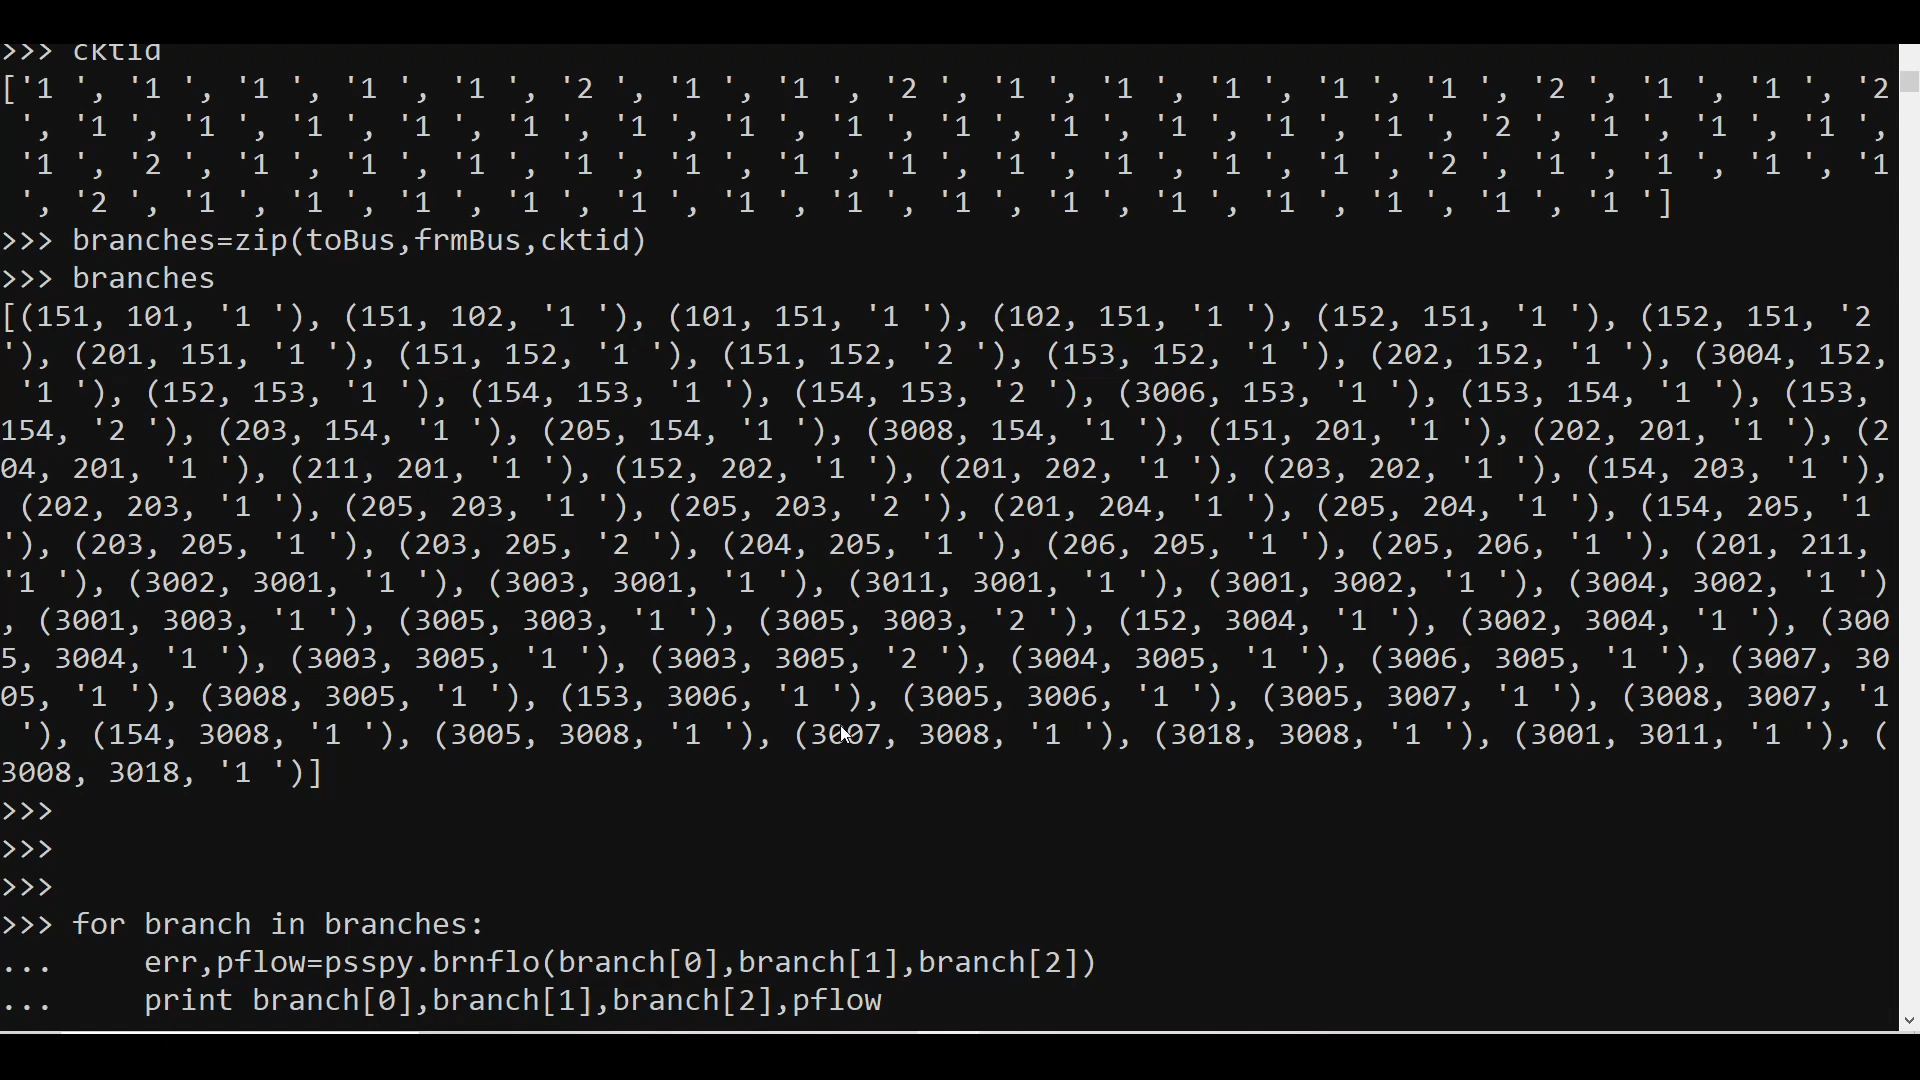 >>> cktid
['1 ', '1 ', '1 ', '1 ', '1 ', '2 ', '1 ', '1 ', '2 ', '1 ', '1 ', '1 ', '1 ', '1 ', '2 ', '1 ', '1 ', '2
 ', '1 ', '1 ', '1 ', '1 ', '1 ', '1 ', '1 ', '1 ', '1 ', '1 ', '1 ', '1 ', '1 ', '2 ', '1 ', '1 ', '1 ',
 '1 ', '2 ', '1 ', '1 ', '1 ', '1 ', '1 ', '1 ', '1 ', '1 ', '1 ', '1 ', '1 ', '2 ', '1 ', '1 ', '1 ', '1
 ', '2 ', '1 ', '1 ', '1 ', '1 ', '1 ', '1 ', '1 ', '1 ', '1 ', '1 ', '1 ', '1 ', '1 ', '1 ']
>>> branches=zip(toBus,frmBus,cktid)
>>> branches
[(151, 101, '1 '), (151, 102, '1 '), (101, 151, '1 '), (102, 151, '1 '), (152, 151, '1 '), (152, 151, '2
'), (201, 151, '1 '), (151, 152, '1 '), (151, 152, '2 '), (153, 152, '1 '), (202, 152, '1 '), (3004, 152,
 '1 '), (152, 153, '1 '), (154, 153, '1 '), (154, 153, '2 '), (3006, 153, '1 '), (153, 154, '1 '), (153,
154, '2 '), (203, 154, '1 '), (205, 154, '1 '), (3008, 154, '1 '), (151, 201, '1 '), (202, 201, '1 '), (2
04, 201, '1 '), (211, 201, '1 '), (152, 202, '1 '), (201, 202, '1 '), (203, 202, '1 '), (154, 203, '1 '),
 (202, 203, '1 '), (205, 203, '1 '), (205, 203, '2 '), (201, 204, '1 '), (205, 204, '1 '), (154, 205, '1
'), (203, 205, '1 '), (203, 205, '2 '), (204, 205, '1 '), (206, 205, '1 '), (205, 206, '1 '), (201, 211,
'1 '), (3002, 3001, '1 '), (3003, 3001, '1 '), (3011, 3001, '1 '), (3001, 3002, '1 '), (3004, 3002, '1 ')
, (3001, 3003, '1 '), (3005, 3003, '1 '), (3005, 3003, '2 '), (152, 3004, '1 '), (3002, 3004, '1 '), (300
5, 3004, '1 '), (3003, 3005, '1 '), (3003, 3005, '2 '), (3004, 3005, '1 '), (3006, 3005, '1 '), (3007, 30
05, '1 '), (3008, 3005, '1 '), (153, 3006, '1 '), (3005, 3006, '1 '), (3005, 3007, '1 '), (3008, 3007, '1
 '), (154, 3008, '1 '), (3005, 3008, '1 '), (3007, 3008, '1 '), (3018, 3008, '1 '), (3001, 3011, '1 '), (
3008, 3018, '1 ')]
>>>
>>>
>>>
>>> for branch in branches:
...     err,pflow=psspy.brnflo(branch[0],branch[1],branch[2])
...     print branch[0],branch[1],branch[2],pflow